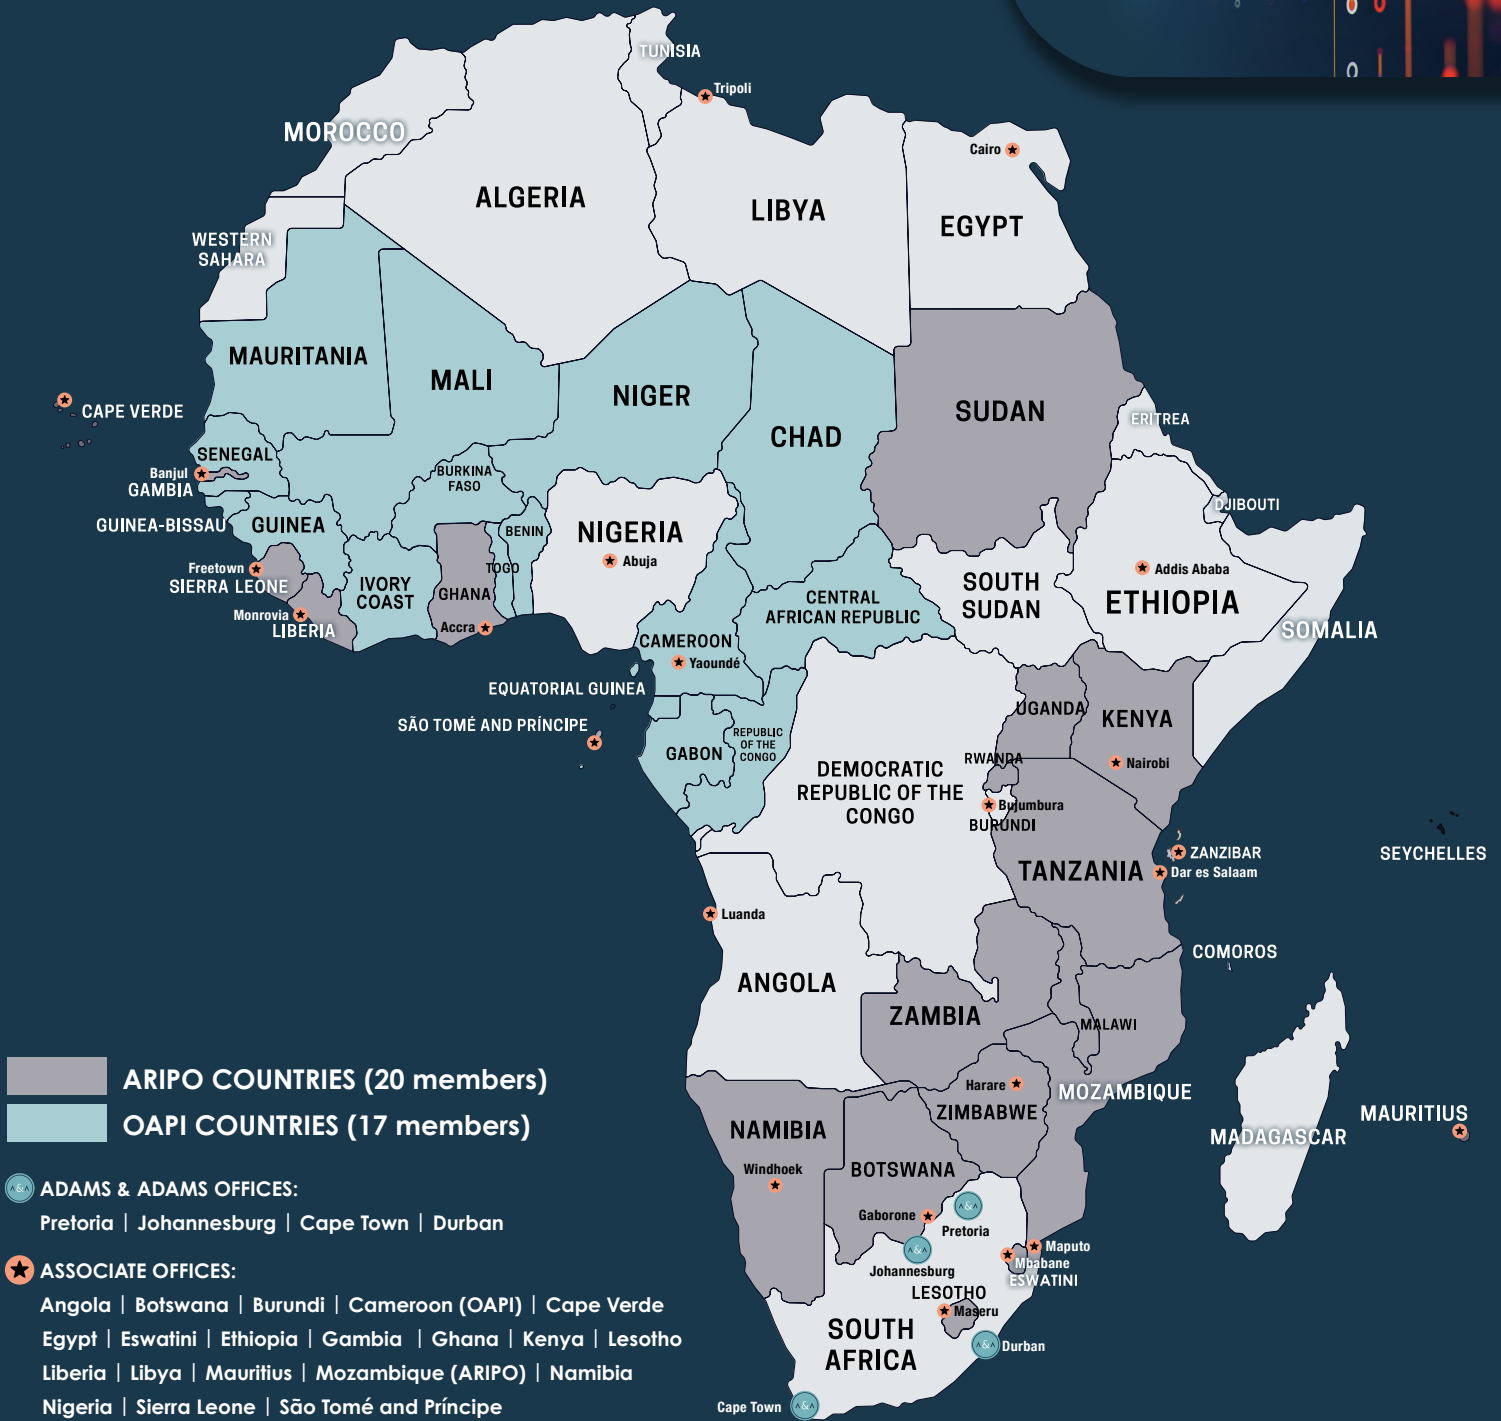 TUNISIA
Tripoli
MOROCCO
Cairo
ALGERIA
LIBYA
EGYPT
WESTERN
SAHARA
MAURITANIA
MALI
NIGER
CHAD
SUDAN
ERITREA
CAPE VERDE
SENEGAL
Banjul
GAMBIA
BURKINA
FASO
DJIBOUTI
GUINEA-BISSAU
GUINEA
BENIN
NIGERIA
Abuja
Freetown
SIERRA LEONE
TOGO
IVORY
COAST
GHANA
Addis Ababa
ETHIOPIA
SOUTH
SUDAN
CENTRAL
AFRICAN REPUBLIC
Monrovia
LIBERIA
Accra
SOMALIA
CAMEROON
Yaoundé
EQUATORIAL GUINEA
SÃO TOMÉ AND PRÍNCIPE
UGANDA
KENYA
GABON
REPUBLIC
OF THE
CONGO
RWANDA
Nairobi
DEMOCRATIC
REPUBLIC OF THE
CONGO
Bujumbura
BURUNDI
ZANZIBAR
SEYCHELLES
TANZANIA
Dar es Salaam
Luanda
COMOROS
ANGOLA
ZAMBIA
MALAWI
ARIPO COUNTRIES (20 members)
OAPI COUNTRIES (17 members)
Harare
ZIMBABWE
MOZAMBIQUE
MAURITIUS
MADAGASCAR
NAMIBIA
Windhoek
BOTSWANA
Gaborone
Pretoria
Johannesburg
Maputo
Mbabane
ESWATINI
LESOTHO
Maseru
SOUTH
AFRICA
Durban
Cape Town
A&A ADAMS & ADAMS OFFICES:
Pretoria | Johannesburg | Cape Town | Durban
ASSOCIATE OFFICES:
Angola | Botswana | Burundi | Cameroon (OAPI) | Cape Verde
Egypt | Eswatini | Ethiopia | Gambia | Ghana | Kenya | Lesotho
Liberia | Libya | Mauritius | Mozambique (ARIPO) | Namibia
Nigeria | Sierra Leone | São Tomé and Príncipe